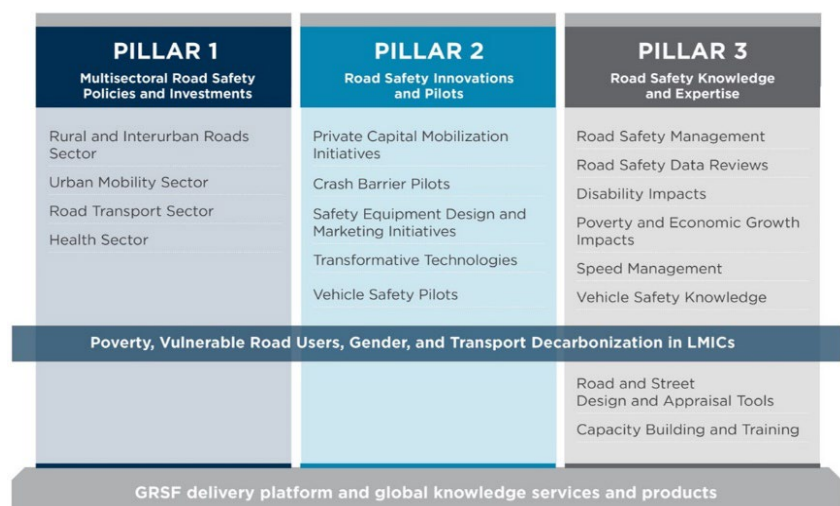 PILLAR 1
Multisectoral Road Safety
Policies and Investments
Rural and Interurban Roads
Sector
Urban Mobility Sector
Road Transport Sector
Health Sector
PILLAR 2
Road Safety Innovations
and Pilots
Private Capital Mobilization
Initiatives
Crash Barrier Pilots
Safety Equipment Design and
Marketing Initiatives
Transformative Technologies
Vehicle Safety Pilots
PILLAR 3
Road Safety Knowledge
and Expertise
Road Safety Management
Road Safety Data Reviews
Disability Impacts
Poverty and Economic Growth
Impacts
Speed Management
Vehicle Safety Knowledge
Poverty, Vulnerable Road Users, Gender, and Transport Decarbonization in LMICs
Road and Street
Design and Appraisal Tools
Capacity Building and Training
GRSF delivery platform and global knowledge services and products